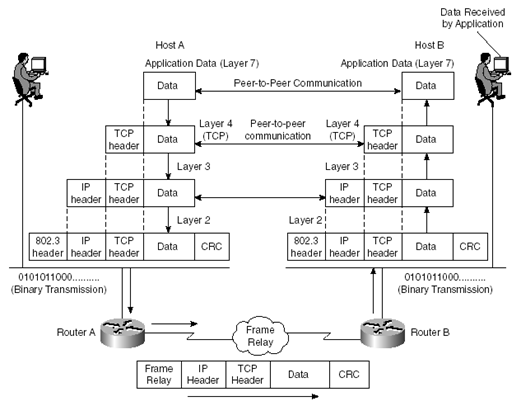 Data Received
by Application
Host A
Host B
Application Data (Layer 7)
Application Data (Layer 7)
Data
Peer-to-Peer Communication
Data
TCP
header
Data
Layer 4
(TCP)
Peer-to-peer
communication
Layer 4
(TCP)
TCP
header
Data
Layer 3
Layer 3
IP
header
TCP
header
Data
IP
header
TCP
header
Data
Layer 2
Layer 2
802.3
header
IP
header
TCP
header
Data
CRC
802.3
header
IP
header
TCP
header
Data
CRC
0101011000..........
(Binary Transmission)
0101011000..........
(Binary Transmission)
Router A
Frame
Relay
Router B
Frame
Relay
IP
Header
TCP
Header
Data
CRC